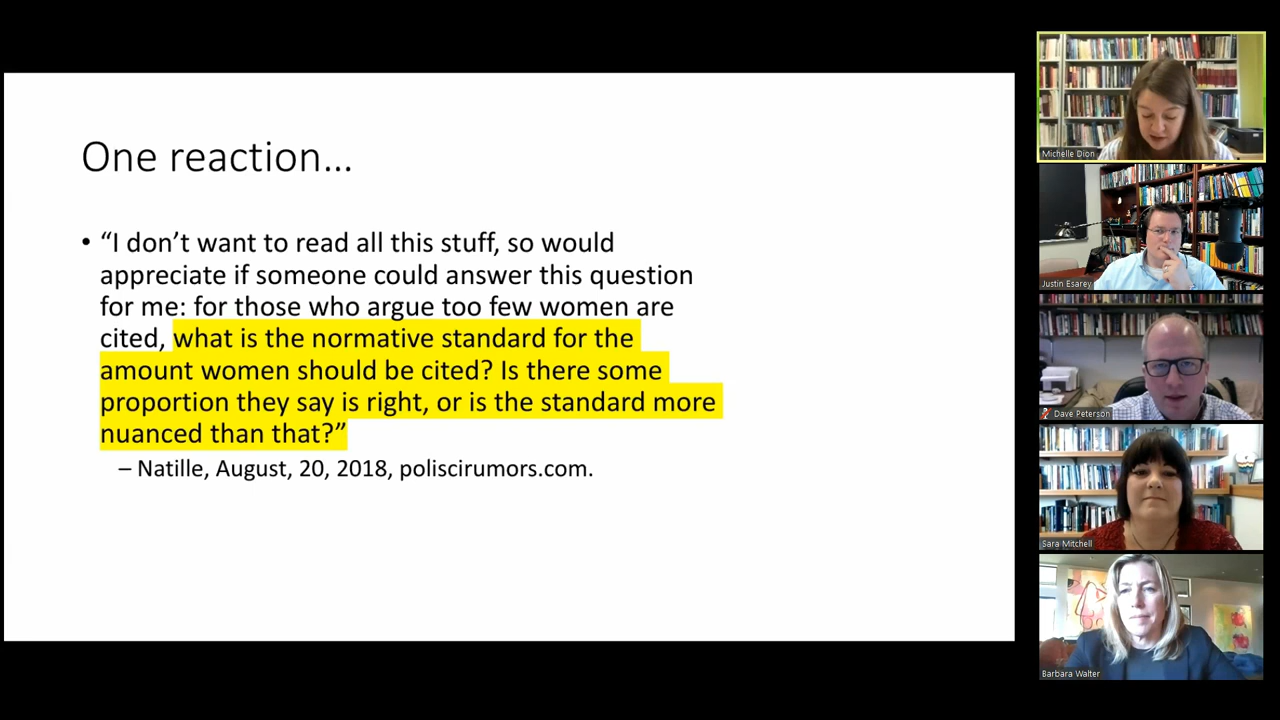 One reaction…
• “I don’t want to read all this stuff, so would
appreciate if someone could answer this question
for me: for those who argue too few women are
cited, what is the normative standard for the
amount women should be cited? Is there some
proportion they say is right, or is the standard more
nuanced than that?”
– Natille, August, 20, 2018, poliscirumors.com.
Michelle Dion
Justin Esarey
Dave Peterson
Sara Mitchell
Barbara Walter